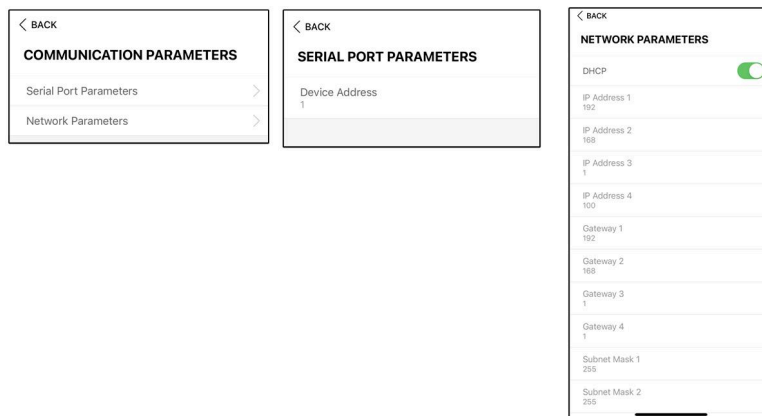 BACK
COMMUNICATION PARAMETERS
Serial Port Parameters
Network Parameters
BACK
SERIAL PORT PARAMETERS
Device Address
1
BACK
NETWORK PARAMETERS
DHCP
IP Address 1
192
IP Address 2
168
IP Address 3
1
IP Address 4
100
Gateway 1
192
Gateway 2
168
Gateway 3
1
Gateway 4
1
Subnet Mask 1
255
Subnet Mask 2
255